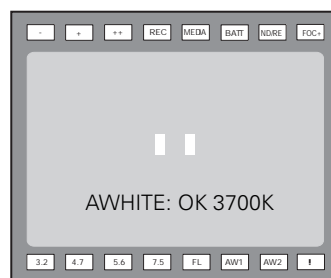 - + ++ REC MEDIA BATT ND/RE FOC+
AWHITE: OK 3700K
3.2 4.7 5.6 7.5 FL AW1 AW2 !